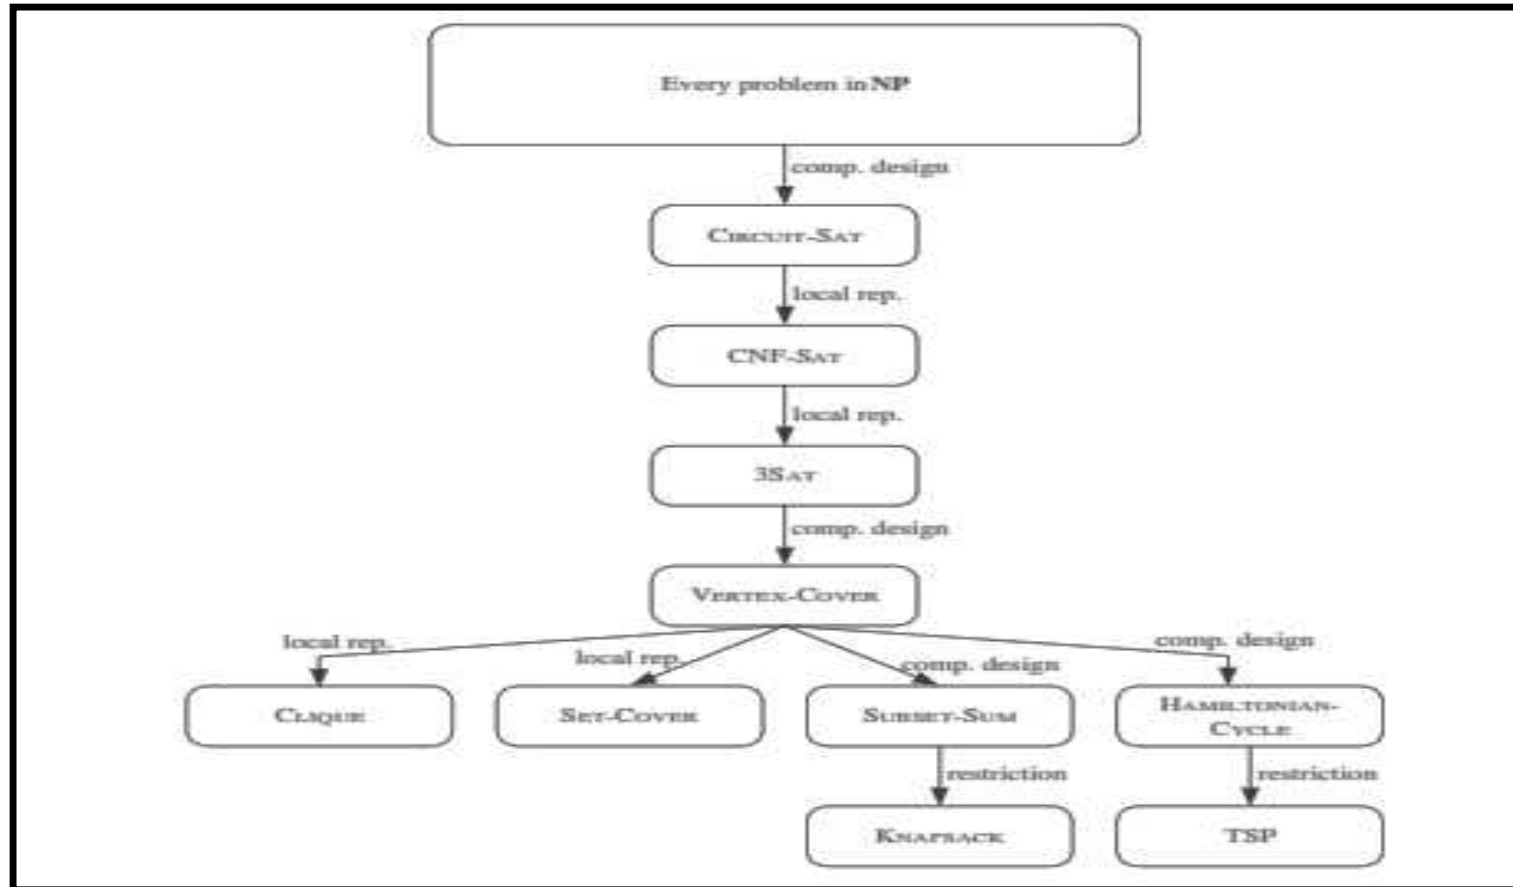 Every problem in NP
comp. design
CIRCUIT-SAT
local rep.
CNF-SAT
local rep.
3SAT
comp. design
VERTEX-COVER
local rep.
local rep.
comp. design
comp. design
CLIQUE
SET-COVER
SUBSET-SUM
HAMILTONIAN-
CYCLE
restriction
restriction
KNAPSACK
TSP